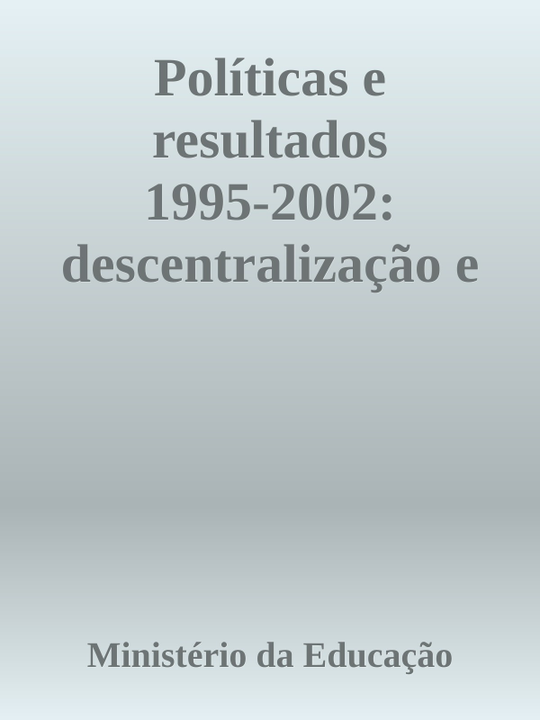 Políticas e
resultados
1995-2002:
descentralização e
Ministério da Educação